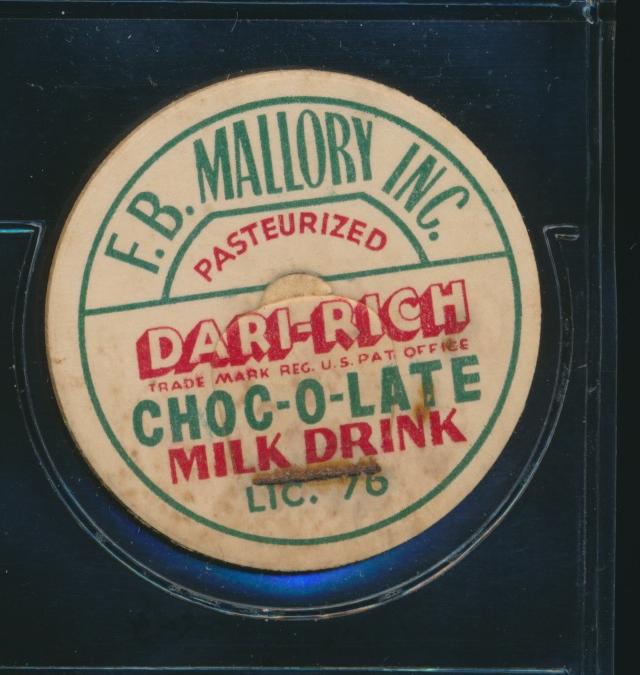 F.B. MALLORY INC.
PASTEURIZED
DARI-RICH
TRADE MARK REG. U.S. PAT. OFFICE
CHOC-O-LATE
MILK DRINK
LIC. 76